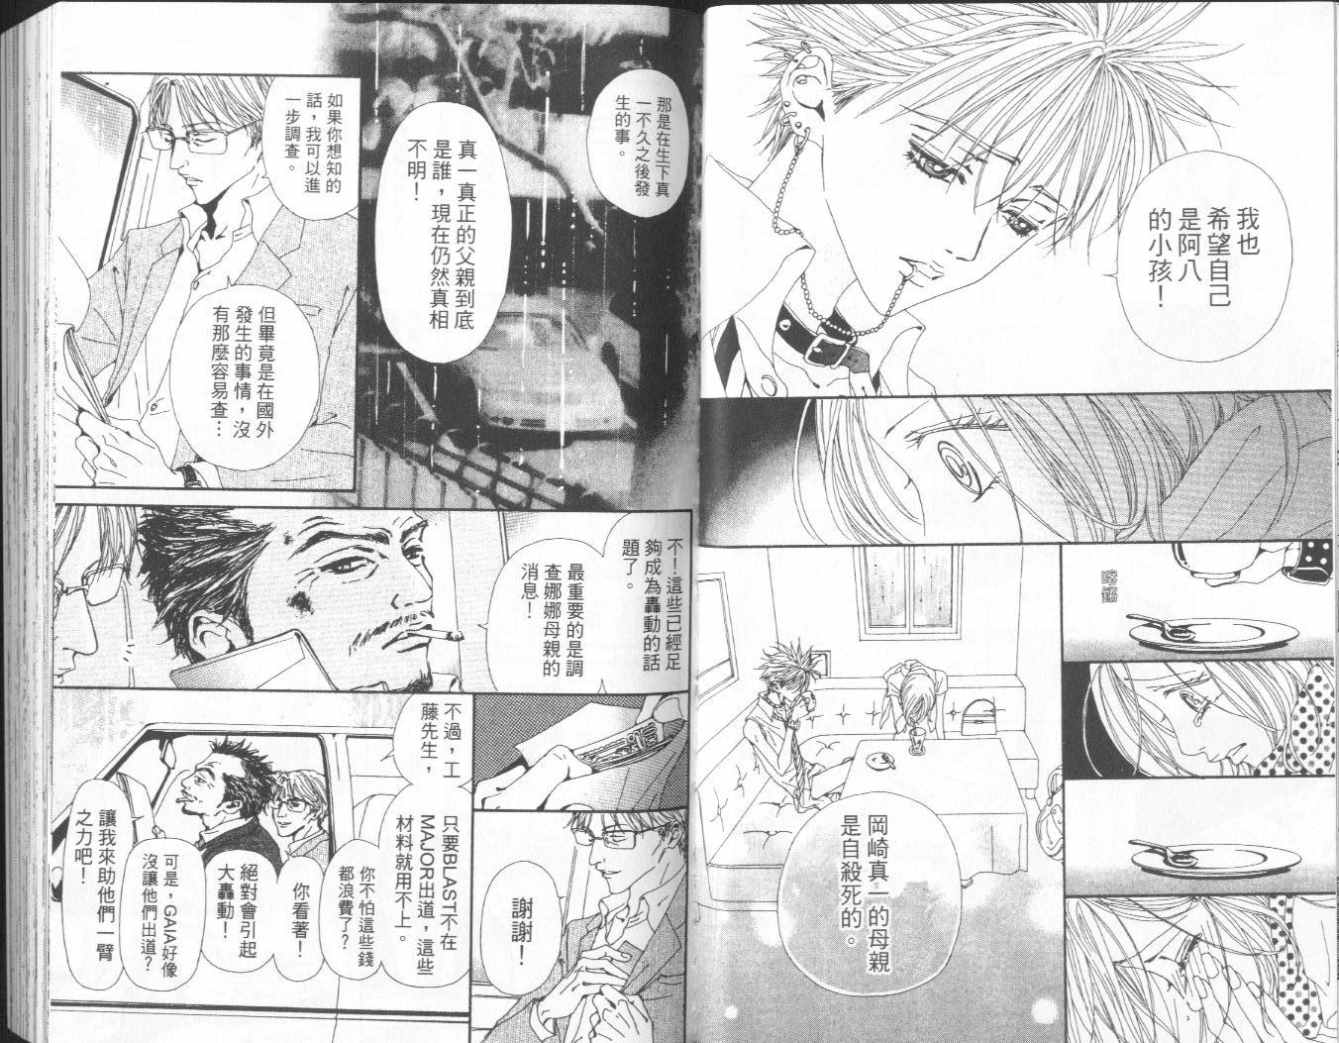 我也
希望自己
是阿八
的小孩！
岡崎真一的母親
是自殺死的。
那是在生下真
一不久之後發
生的事。
真一真正的父親到底
是誰，現在仍然真相
不明！
如果你想知的
話，我可以進
一步調查。
但畢竟是在國外
發生的事情，沒
有那麼容易查…
不！這些已經足
夠成為轟動的話
題了。
最重要的是調
查娜娜母親的
消息！
謝謝！
不過，工
藤先生，
只要BLAST不在
MAJOR出道，這些
材料就用不上。
你不怕這些錢
都浪費了？
你看著！
絕對會引起
大轟動！
可是，GAIA好像
沒讓他們出道？
讓我來助他們一臂
之力吧！